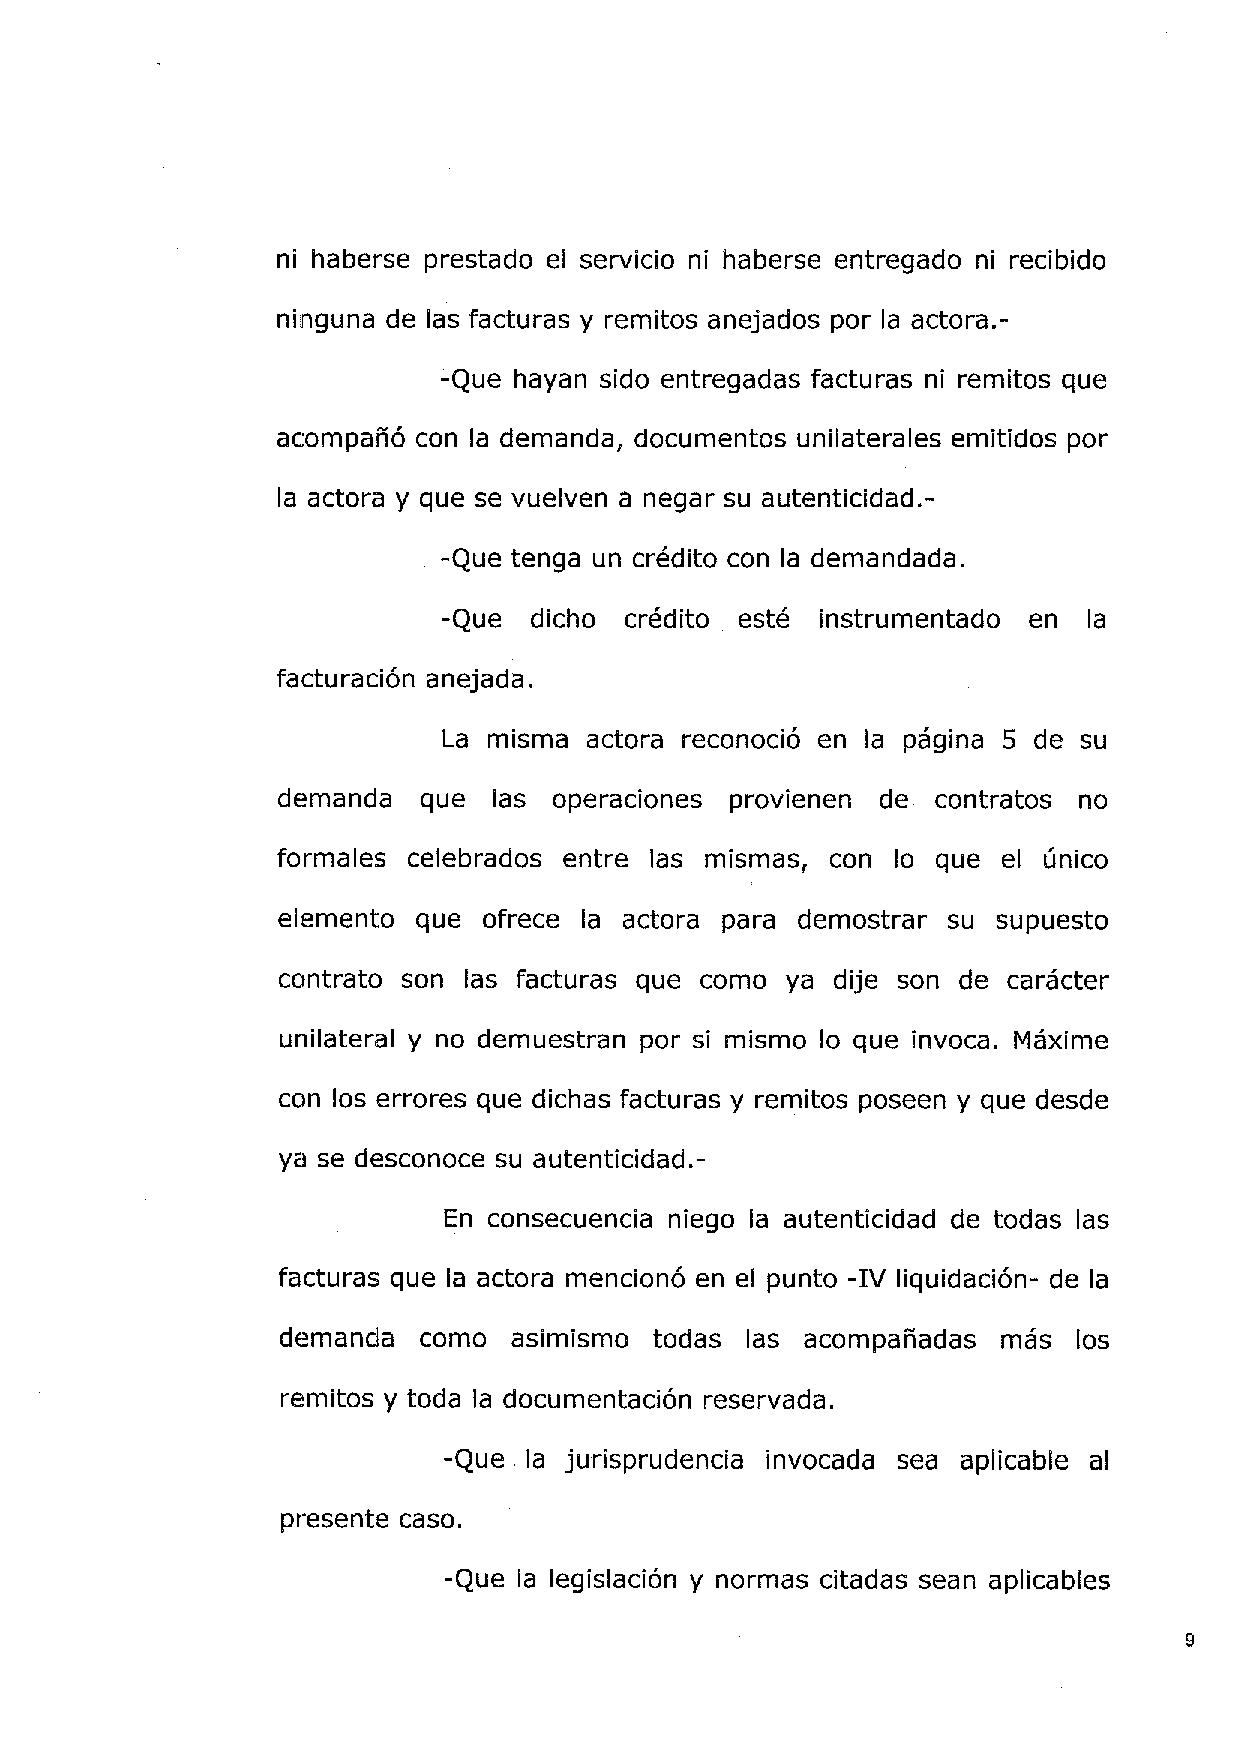 ni haberse prestado el servicio ni haberse entregado ni recibido
ninguna de las facturas y remitos anejados por la actora.-
-Que hayan sido entregadas facturas ni remitos que
acompañó con la demanda, documentos unilaterales emitidos por
la actora y que se vuelven a negar su autenticidad.-
-Que tenga un crédito con la demandada.
-Que dicho crédito esté instrumentado en la
facturación anejada.
La misma actora reconoció en la página 5 de su
demanda que las operaciones provienen de contratos no
formales celebrados entre las mismas, con lo que el único
elemento que ofrece la actora para demostrar su supuesto
contrato son las facturas que como ya dije son de carácter
unilateral y no demuestran por si mismo lo que invoca. Máxime
con los errores que dichas facturas y remitos poseen y que desde
ya se desconoce su autenticidad.-
En consecuencia niego la autenticidad de todas las
facturas que la actora mencionó en el punto -IV liquidación- de la
demanda como asimismo todas las acompañadas más los
remitos y toda la documentación reservada.
-Que la jurisprudencia invocada sea aplicable al
presente caso.
-Que la legislación y normas citadas sean aplicables
9